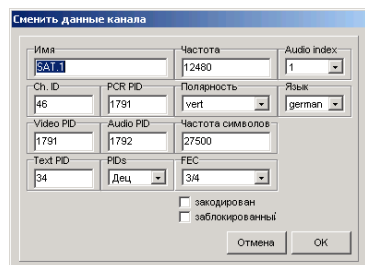 Сменить данные канала
Имя Частота Audio index
SAT.1 12480 1
Ch. ID PCR PID Полярность Язык
46 1791 vert german
Video PID Audio PID Частота символов
1791 1792 27500
Text PID PIDs FEC
34 Дец 3/4
закодирован
заблокированный
Отмена OK